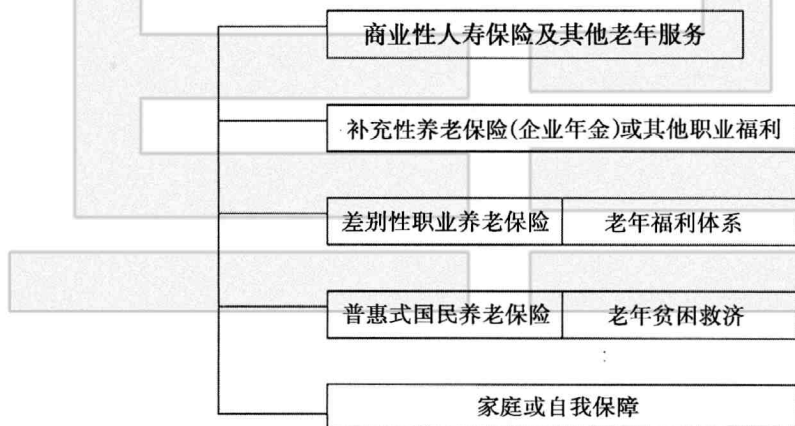 商业性人寿保险及其他老年服务
补充性养老保险(企业年金)或其他职业福利
差别性职业养老保险 老年福利体系
普惠式国民养老保险 老年贫困救济
家庭或自我保障